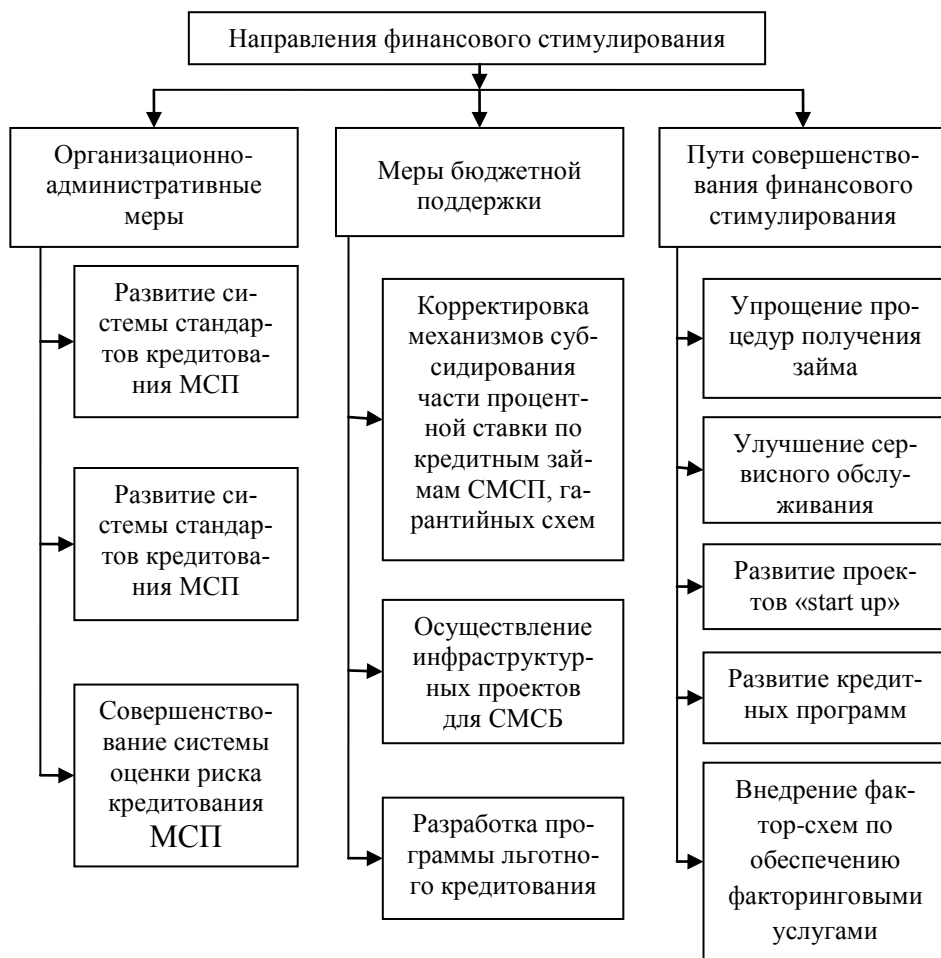 Направления финансового стимулирования
Организационно-
административные
меры
Развитие си-
стемы стандар-
тов кредитова-
ния МСП
Развитие си-
стемы стандар-
тов кредитова-
ния МСП
Совершенство-
вание системы
оценки риска
кредитования
МСП
Меры бюджетной
поддержки
Корректировка
механизмов суб-
сидирования
части процент-
ной ставки по
кредитным зай-
мам СМСП, га-
рантийных схем
Осуществление
инфраструктур-
ных проектов
для СМСБ
Разработка про-
граммы льготно-
го кредитования
Пути совершенство-
вования финансового
стимулирования
Упрощение про-
цедур получения
займа
Улучшение сер-
висного обслу-
живания
Развитие проек-
тов «start up»
Развитие кредит-
ных программ
Внедрение фак-
тор-схем по
обеспечению
факторинговыми
услугами